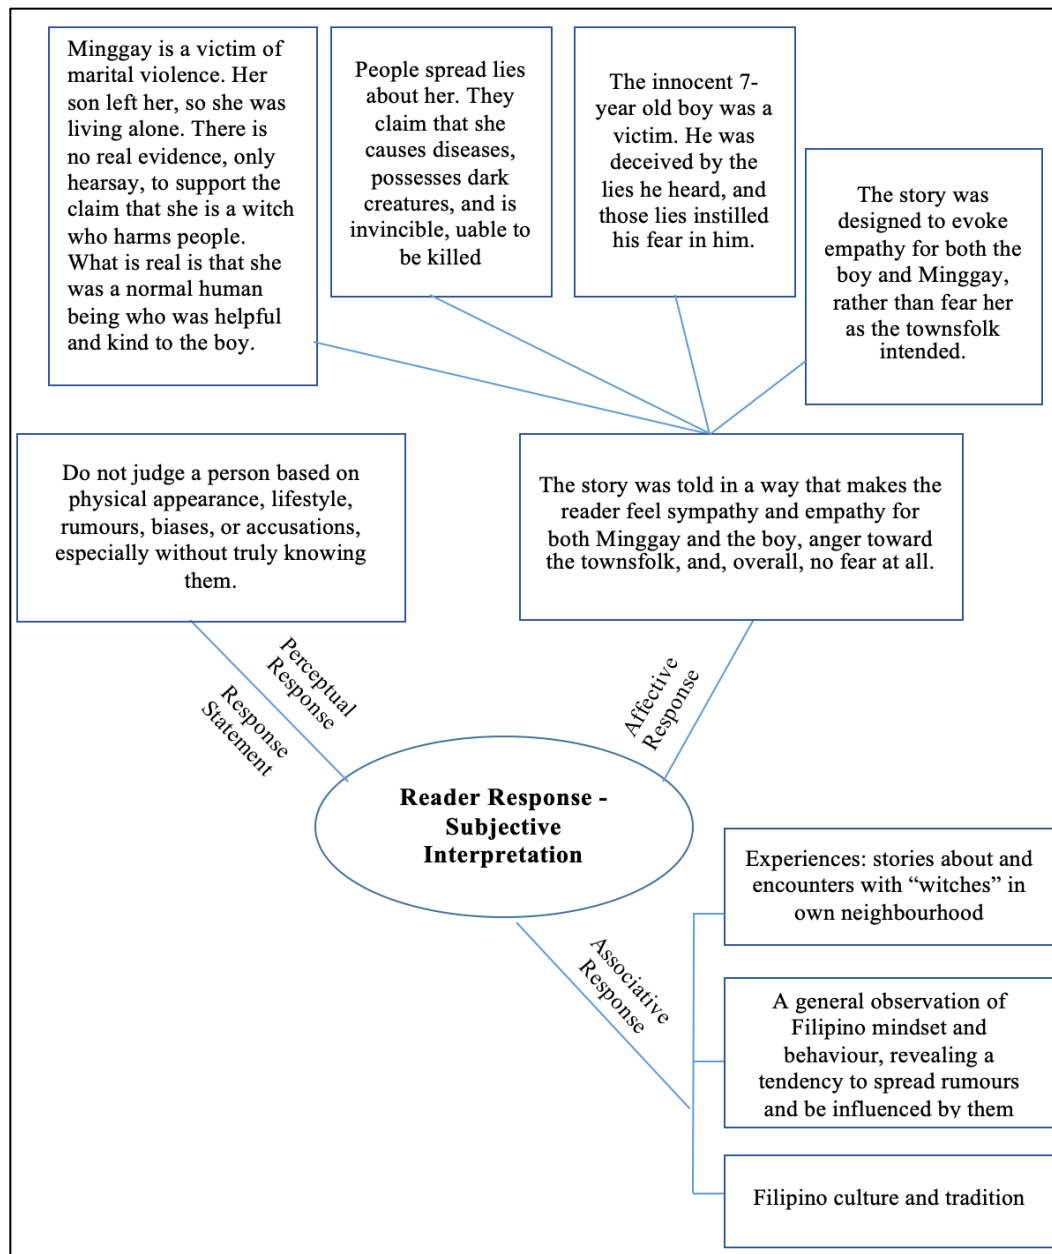 Minggay is a victim of
marital violence. Her
son left her, so she was
living alone. There is
no real evidence, only
hearsay, to support the
claim that she is a witch
who harms people.
What is real is that she
was a normal human
being who was helpful
and kind to the boy.
People spread lies
about her. They
claim that she
causes diseases,
possesses dark
creatures, and is
invincible, uable to
be killed
The innocent 7-
year old boy was a
victim. He was
deceived by the
lies he heard, and
those lies instilled
his fear in him.
The story was
designed to evoke
empathy for both the
boy and Minggay,
rather than fear her
as the townsfolk
intended.
Do not judge a person based on
physical appearance, lifestyle,
rumours, biases, or accusations,
especially without truly knowing
them.
The story was told in a way that makes the
reader feel sympathy and empathy for
both Minggay and the boy, anger toward
the townsfolk, and, overall, no fear at all.
Perceptual
Response
Response
Statement
Affective
Response
Reader Response -
Subjective
Interpretation
Associative
Response
Experiences: stories about and
encounters with “witches” in
own neighbourhood
A general observation of
Filipino mindset and
behaviour, revealing a
tendency to spread rumours
and be influenced by them
Filipino culture and tradition